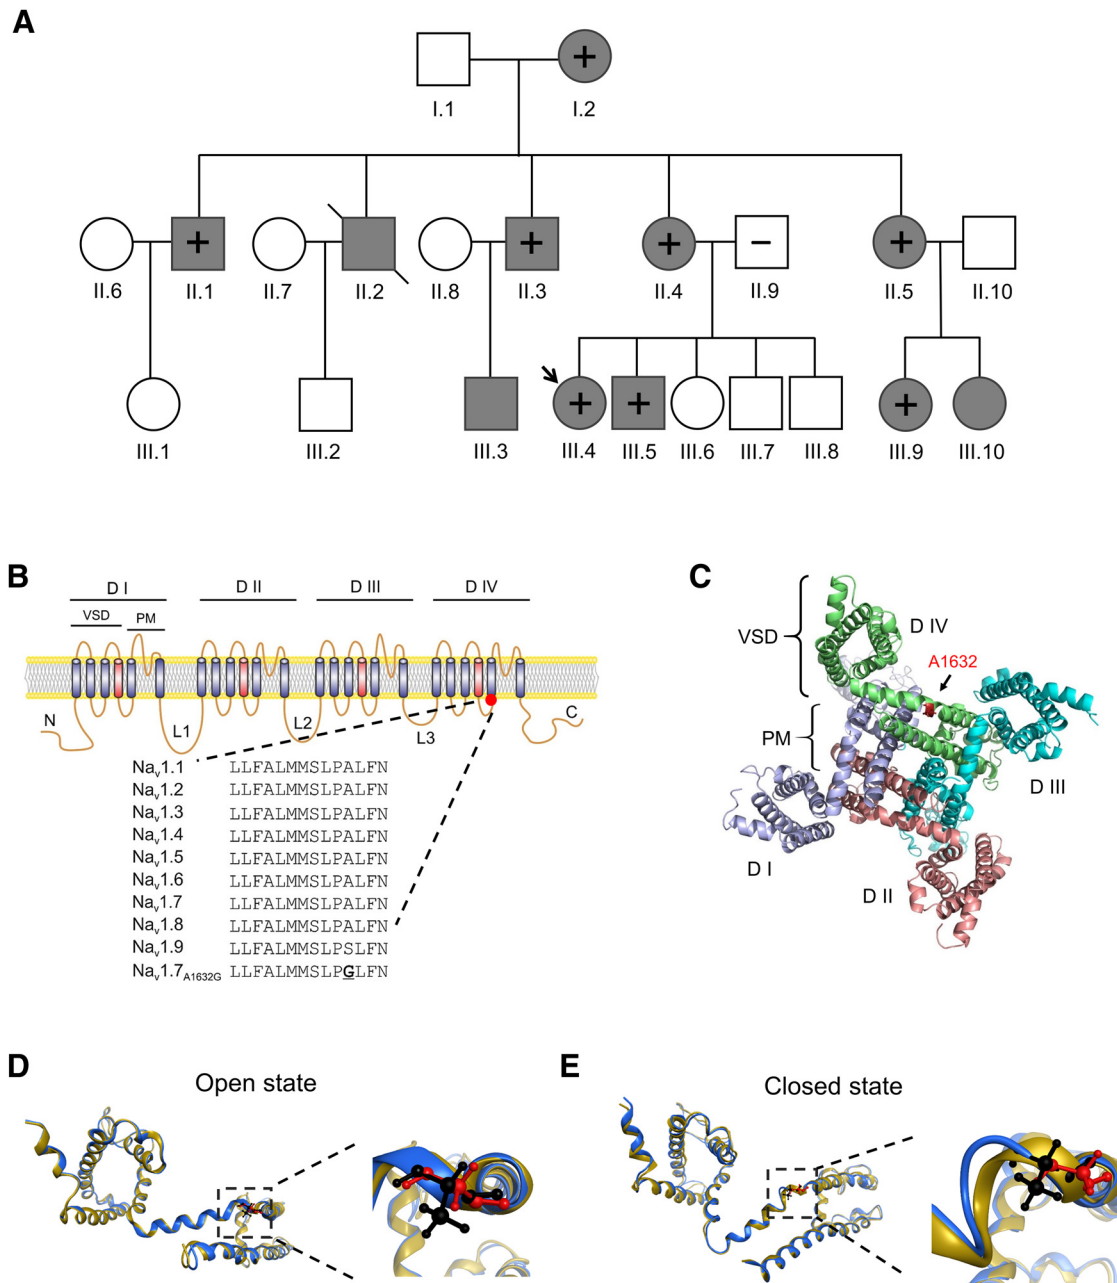 A
+
I.1 I.2
+ + + − +
II.6 II.1 II.7 II.2 II.8 II.3 II.4 II.9 II.5 II.10
+ + +
III.1 III.2 III.3 III.4 III.5 III.6 III.7 III.8 III.9 III.10
B
D I D II D III D IV
VSD PM
N L1 L2 L3 C
Nav1.1 LLFALMMSLPALFN
Nav1.2 LLFALMMSLPALFN
Nav1.3 LLFALMMSLPALFN
Nav1.4 LLFALMMSLPALFN
Nav1.5 LLFALMMSLPALFN
Nav1.6 LLFALMMSLPALFN
Nav1.7 LLFALMMSLPALFN
Nav1.8 LLFALMMSLPALFN
Nav1.9 LLFALMMSLPSLFN
Nav1.7A1632G LLFALMMSLPGLFN
C
VSD
D IV
A1632
PM
D III
D I
D II
D
Open state
E
Closed state